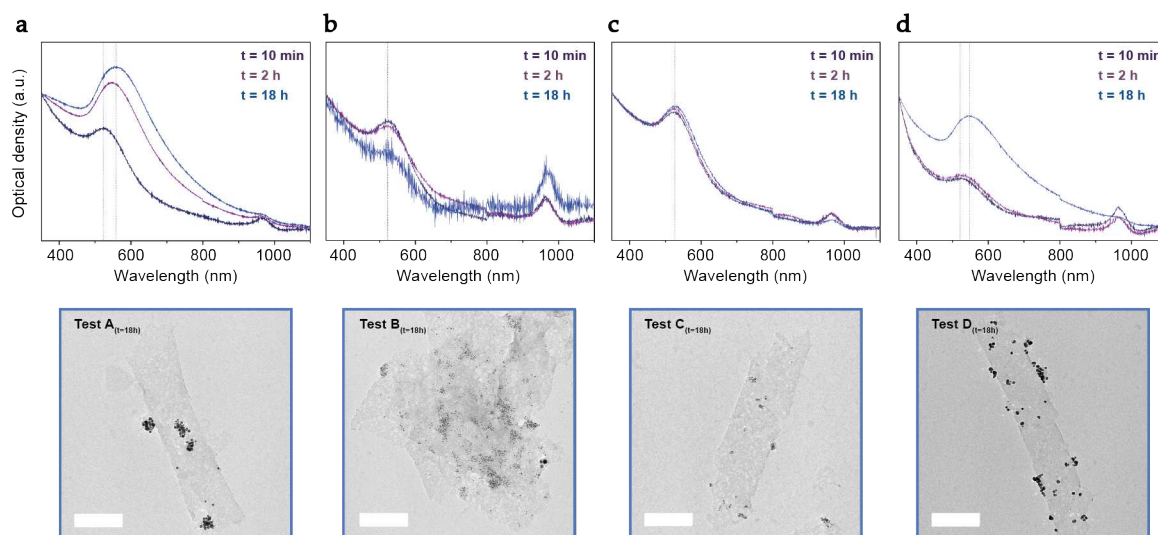 a
b
c
d
t = 10 min
t = 2 h
t = 18 h
t = 10 min
t = 2 h
t = 18 h
t = 10 min
t = 2 h
t = 18 h
t = 10 min
t = 2 h
t = 18 h
Optical density (a.u.)
400 600 800 1000
400 600 800 1000
400 600 800 1000
400 600 800 1000
Wavelength (nm)
Wavelength (nm)
Wavelength (nm)
Wavelength (nm)
Test A(t=18h)
Test B(t=18h)
Test C(t=18h)
Test D(t=18h)